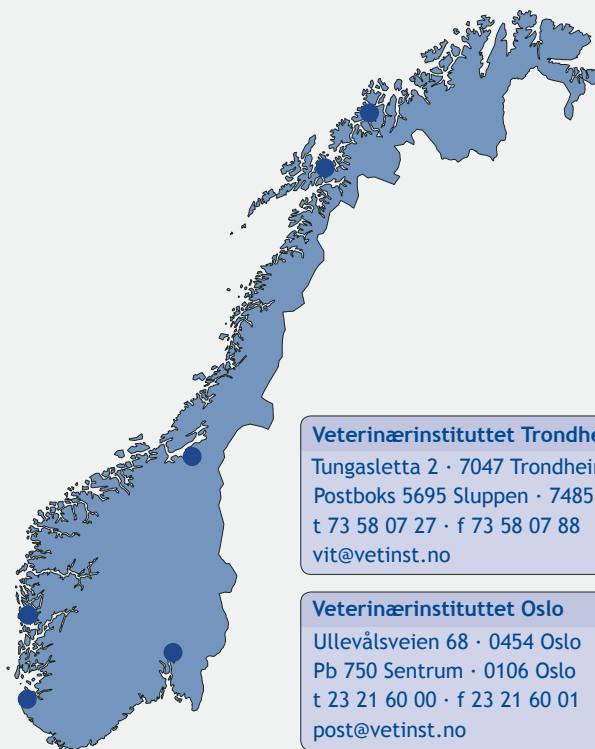 Veterinærinstituttet Trondhe
Tungasletta 2 · 7047 Trondhein
Postboks 5695 Sluppen · 7485
t 73 58 07 27 · f 73 58 07 88
vit@vetinst.no
Veterinærinstituttet Oslo
Ullevålsveien 68 · 0454 Oslo
Pb 750 Sentrum · 0106 Oslo
t 23 21 60 00 · f 23 21 60 01
post@vetinst.no